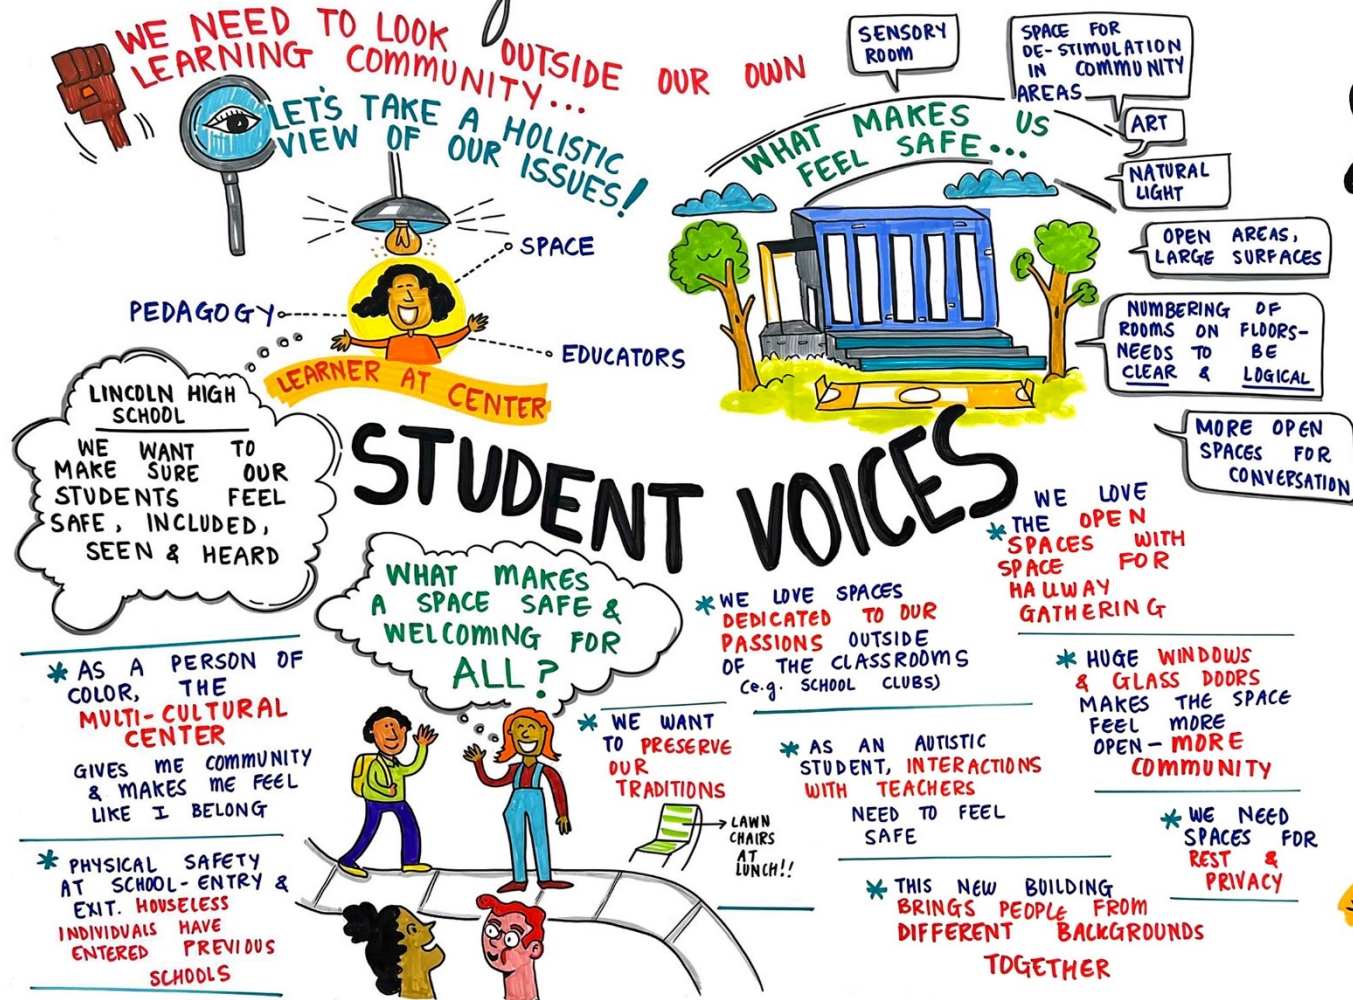 WE NEED TO LOOK OUTSIDE OUR OWN
LEARNING COMMUNITY...
LET'S TAKE A HOLISTIC
VIEW OF OUR ISSUES!
SPACE
PEDAGOGY
EDUCATORS
LEARNER AT CENTER
LINCOLN HIGH
SCHOOL
WE WANT TO
MAKE SURE OUR
STUDENTS FEEL
SAFE, INCLUDED,
SEEN & HEARD
WHAT MAKES US
FEEL SAFE...
SENSORY
ROOM
SPACE FOR
DE-STIMULATION
IN COMMUNITY
AREAS
ART
NATURAL
LIGHT
OPEN AREAS,
LARGE SURFACES
NUMBERING OF
ROOMS ON FLOORS-
NEEDS TO BE
CLEAR & LOGICAL
MORE OPEN
SPACES FOR
CONVERSATION
STUDENT VOICES
WHAT MAKES
A SPACE SAFE &
WELCOMING FOR
ALL?
* AS A PERSON OF
COLOR, THE
MULTI-CULTURAL
CENTER
GIVES ME COMMUNITY
& MAKES ME FEEL
LIKE I BELONG
* PHYSICAL SAFETY
AT SCHOOL-ENTRY &
EXIT. HOUSELESS
INDIVIDUALS HAVE
ENTERED PREVIOUS
SCHOOLS
* WE WANT
TO PRESERVE
OUR
TRADITIONS
LAWN
CHAIRS
AT
LUNCH!!
* WE LOVE SPACES
DEDICATED TO OUR
PASSIONS OUTSIDE
OF THE CLASSROOMS
(e.g. SCHOOL CLUBS)
* AS AN AUTISTIC
STUDENT, INTERACTIONS
WITH TEACHERS
NEED TO FEEL
SAFE
* THIS NEW BUILDING
BRINGS PEOPLE FROM
DIFFERENT BACKGROUNDS
TOGETHER
WE LOVE
* THE OPEN
SPACES WITH
SPACE FOR
HALLWAY
GATHERING
* HUGE WINDOWS
& GLASS DOORS
MAKES THE SPACE
FEEL MORE
OPEN-MORE
COMMUNITY
* WE NEED
SPACES FOR
REST &
PRIVACY